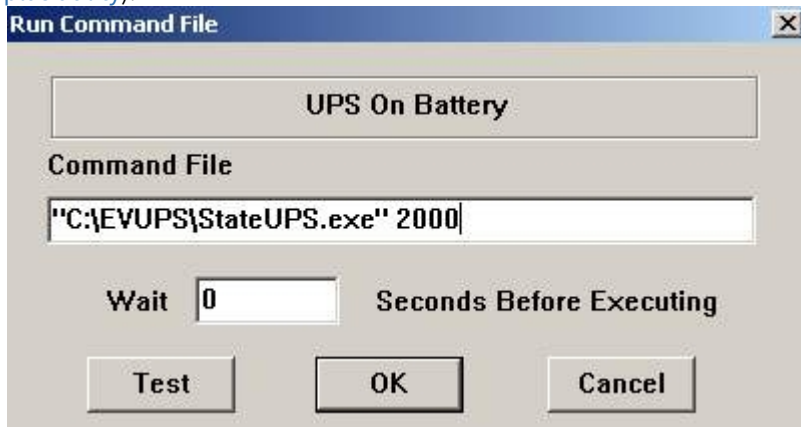 Run Command File
UPS On Battery
Command File
"C:\EVUPS\StateUPS.exe" 2000
Wait 0 Seconds Before Executing
Test OK Cancel